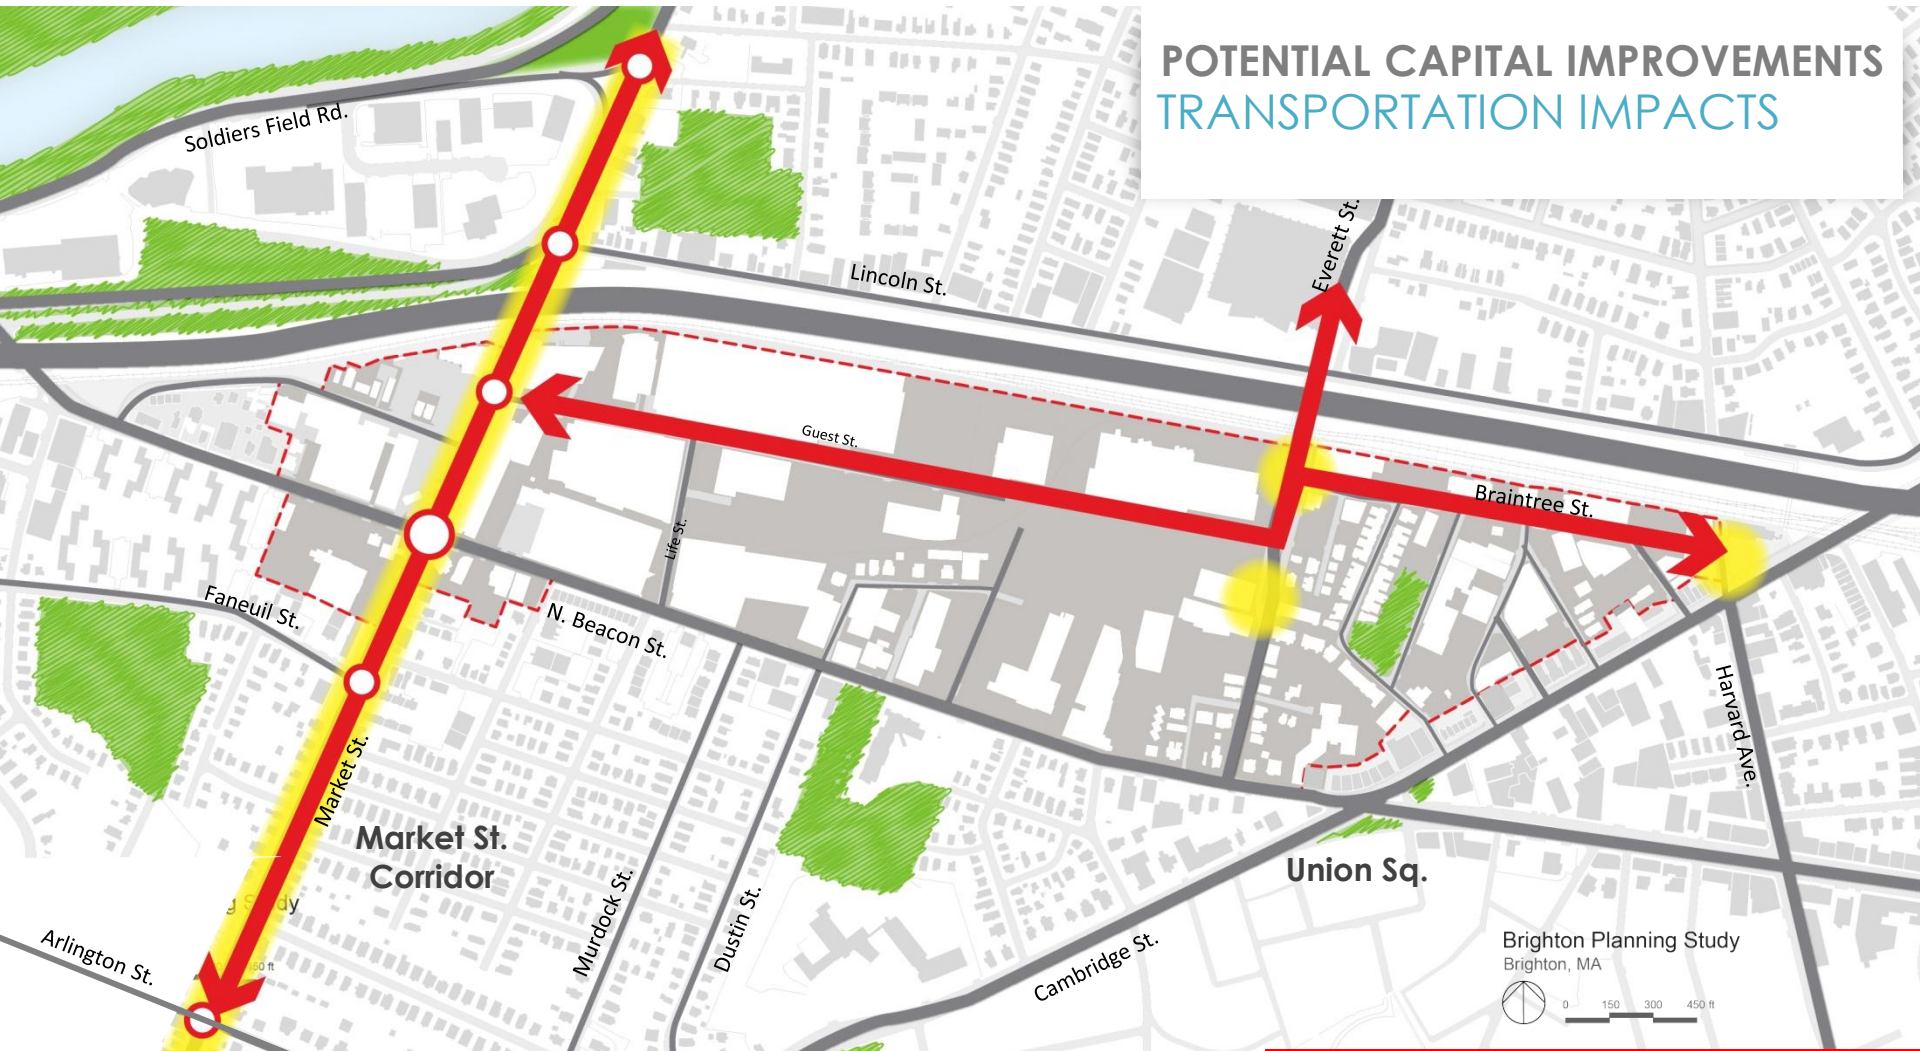 POTENTIAL CAPITAL IMPROVEMENTS
TRANSPORTATION IMPACTS
Soldiers Field Rd.
Everett St.
Lincoln St.
Guest St.
Braintree St.
Life St.
Faneuil St.
N. Beacon St.
Harvard Ave.
Market St.
Market St.
Corridor
Union Sq.
Murdock St.
Dustin St.
Arlington St.
Cambridge St.
Brighton Planning Study
Brighton, MA
0 150 300 450 ft